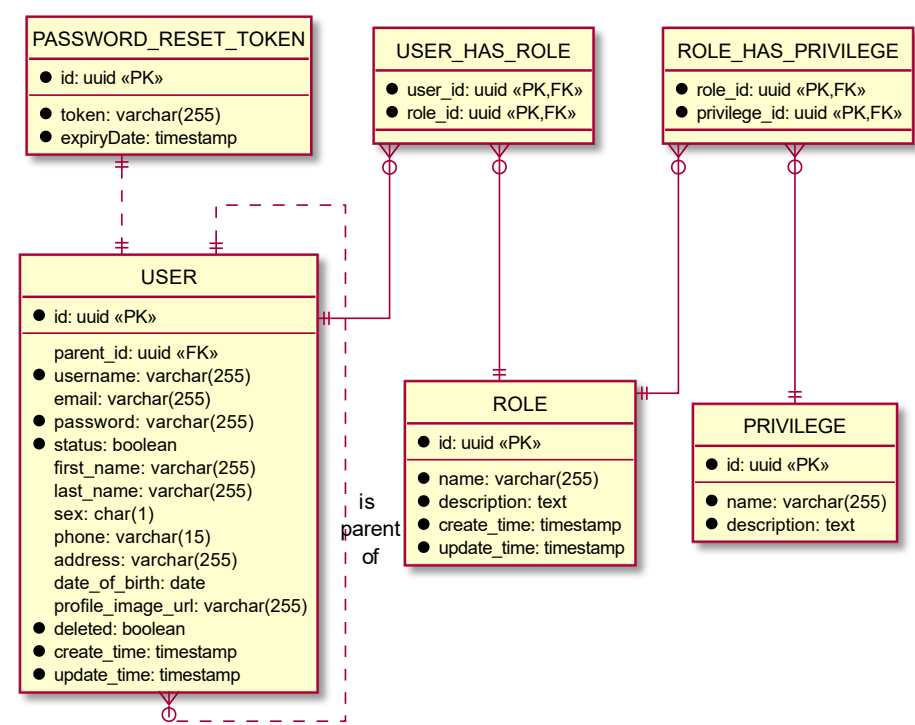 PASSWORD_RESET_TOKEN
id: uuid «PK»
token: varchar(255)
expiryDate: timestamp
USER_HAS_ROLE
user_id: uuid «PK,FK»
role_id: uuid «PK,FK»
ROLE_HAS_PRIVILEGE
role_id: uuid «PK,FK»
privilege_id: uuid «PK,FK»
USER
id: uuid «PK»
parent_id: uuid «FK»
username: varchar(255)
email: varchar(255)
password: varchar(255)
status: boolean
first_name: varchar(255)
last_name: varchar(255)
sex: char(1)
phone: varchar(15)
address: varchar(255)
date_of_birth: date
profile_image_url: varchar(255)
deleted: boolean
create_time: timestamp
update_time: timestamp
is
parent
of
ROLE
id: uuid «PK»
name: varchar(255)
description: text
create_time: timestamp
update_time: timestamp
PRIVILEGE
id: uuid «PK»
name: varchar(255)
description: text